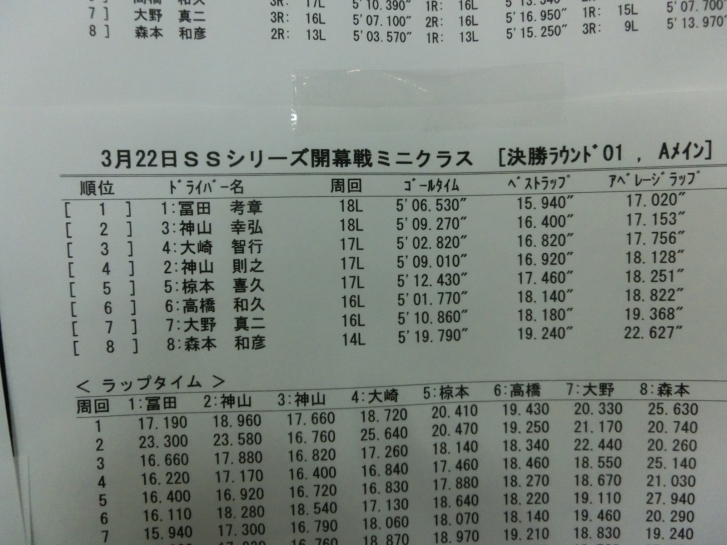 7 ] 大野 真二 3R: 16L 5'07.100" 2R: 16L 5'16.950" 1R: 15L 5'07.700"
8 ] 森本 和彦 2R: 13L 5'03.570" 1R: 13L 5'15.250" 3R: 9L 5'13.970"
3月22日SSシリーズ開幕戦ミニクラス [決勝ﾗｳﾝﾄﾞ01 , Aメイン]
順位 ﾄﾞﾗｲﾊﾞｰ名 周回 ｺﾞｰﾙﾀｲﾑ ﾍﾞｽﾄﾗｯﾌﾟ ｱﾍﾞﾚｰｼﾞﾗｯﾌﾟ
[ 1 ] 1:冨田 考章 18L 5'06.530" 15.940" 17.020"
[ 2 ] 3:神山 幸弘 18L 5'09.270" 16.400" 17.153"
[ 3 ] 4:大崎 智行 17L 5'02.820" 16.820" 17.756"
[ 4 ] 2:神山 則之 17L 5'09.010" 16.920" 18.128"
[ 5 ] 5:椋本 喜久 17L 5'12.430" 17.460" 18.251"
[ 6 ] 6:高橋 和久 16L 5'01.770" 18.140" 18.822"
[ 7 ] 7:大野 真二 16L 5'10.860" 18.180" 19.368"
[ 8 ] 8:森本 和彦 14L 5'19.790" 19.240" 22.627"
< ラップタイム >
周回 1:冨田 2:神山 3:神山 4:大崎 5:椋本 6:高橋 7:大野 8:森本
1 17.190 18.960 17.660 18.720 20.410 19.430 20.330 25.630
2 23.300 23.580 16.760 25.640 20.470 19.250 21.170 20.740
3 16.660 17.880 16.820 17.260 18.140 18.340 22.440 20.260
4 16.220 17.170 16.400 16.840 17.460 18.460 18.550 25.140
5 16.400 16.920 16.720 16.830 17.880 18.270 18.670 21.030
6 16.110 18.280 18.540 17.130 18.640 18.220 19.110 27.940
7 15.940 17.300 16.790 18.060 18.070 18.140 19.460 20.290
16.760 18.870 18.970 19.210 18.830 19.240